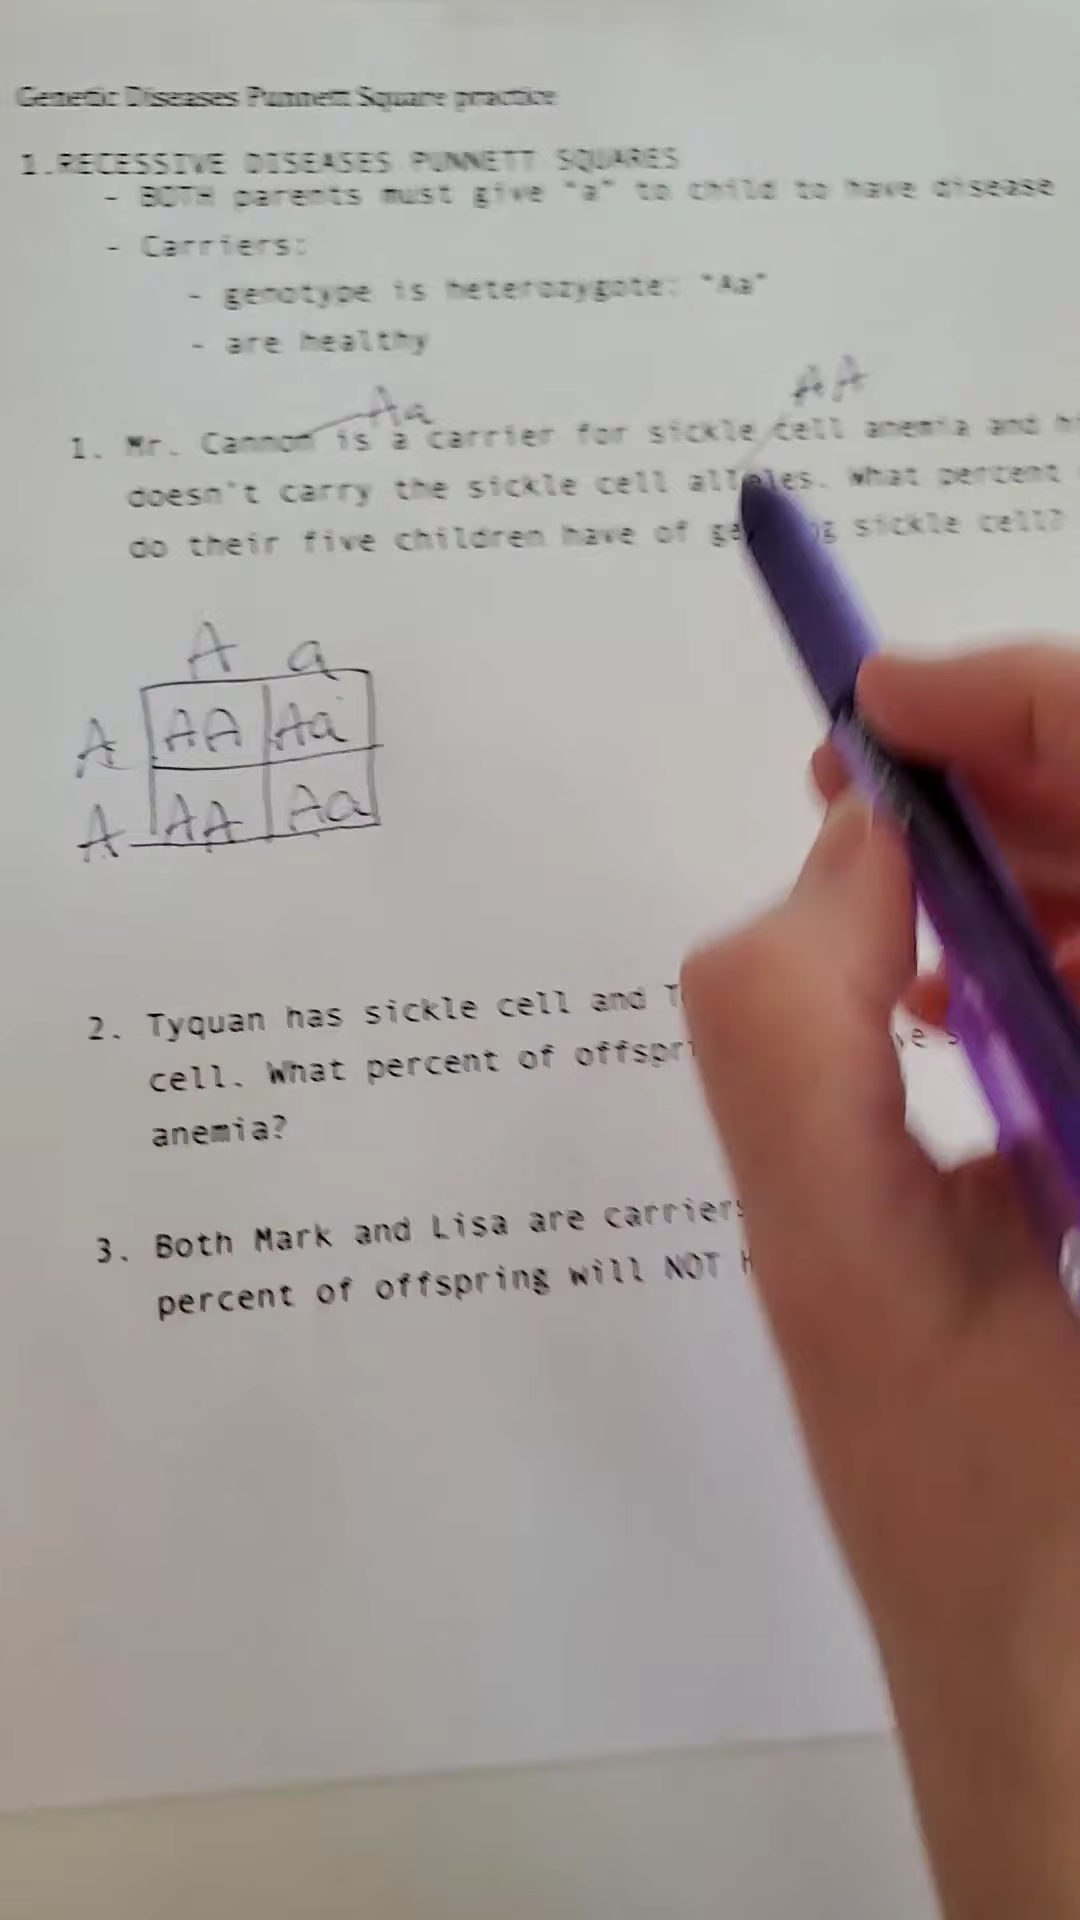 Genetic Diseases Punnett Square practice
1.RECESSIVE DISEASES PUNNETT SQUARES
- BOTH parents must give "a" to child to have disease
- Carriers:
- genotype is heterozygote: "Aa"
- are healthy
Aa AA
1. Mr. Cannon is a carrier for sickle cell anemia and
doesn't carry the sickle cell alleles. What percent
do their five children have of sickle cell?
A a
A AA Aa
A AA Aa
2. Tyquan has sickle cell and
cell. What percent of
anemia?
3. Both Mark and Lisa are
percent of offspring will NOT